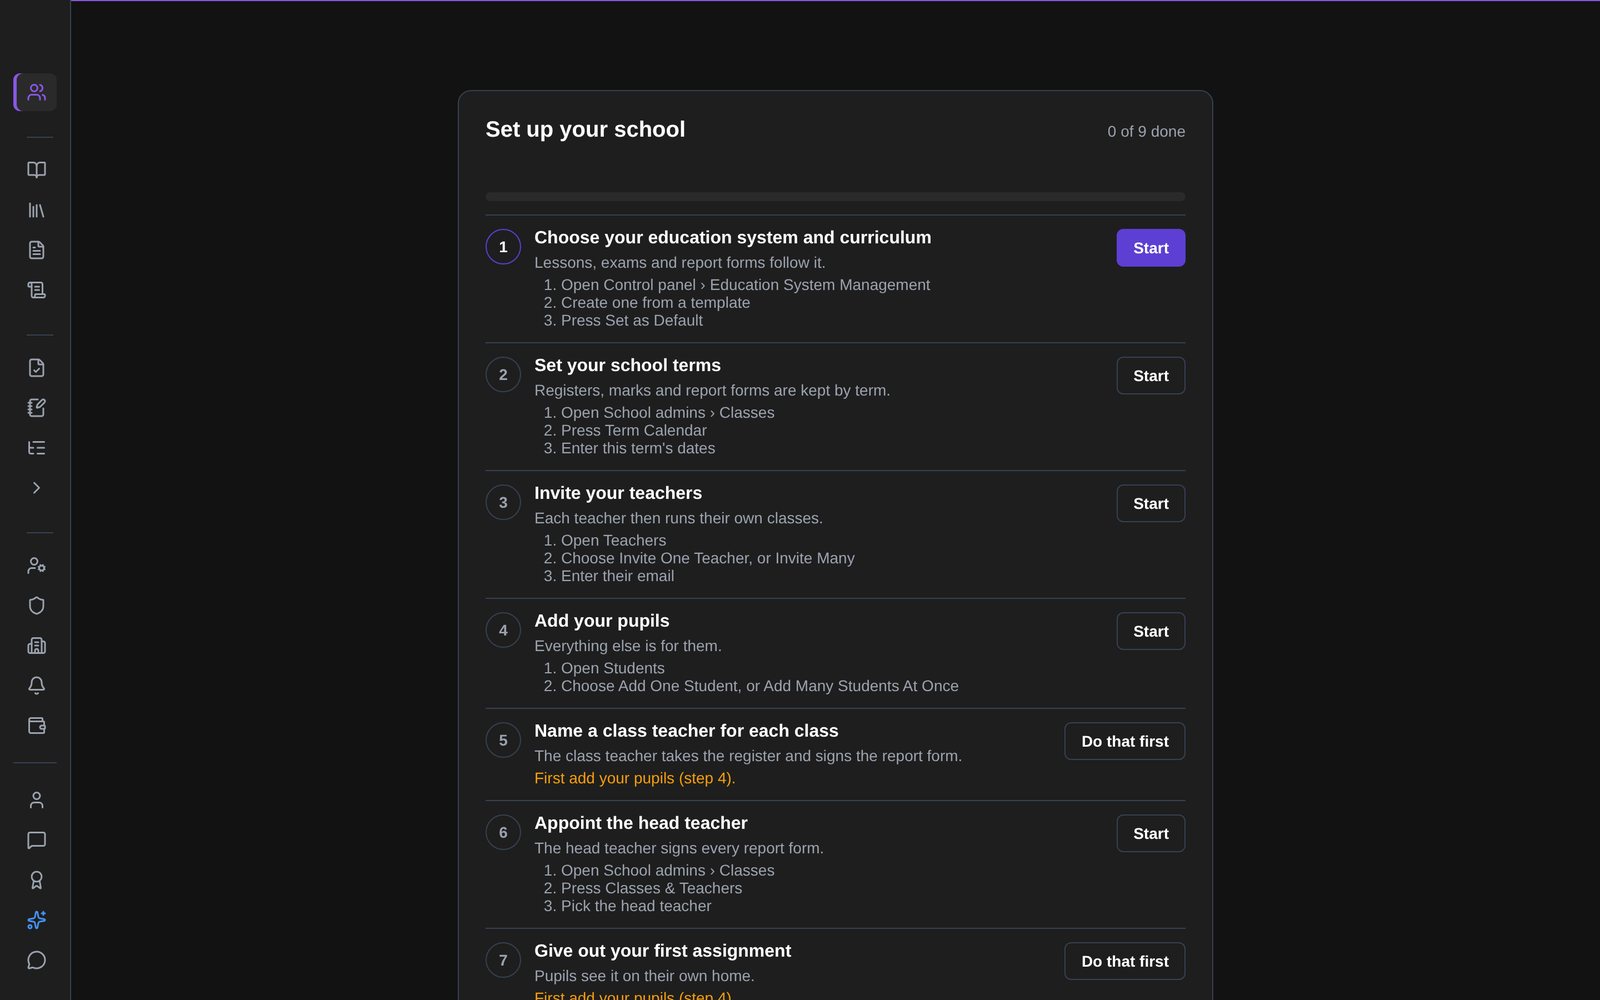 Set up your school
0 of 9 done
1
Choose your education system and curriculum
Start
Lessons, exams and report forms follow it.
1. Open Control panel › Education System Management
2. Create one from a template
3. Press Set as Default
2
Set your school terms
Start
Registers, marks and report forms are kept by term.
1. Open School admins › Classes
2. Press Term Calendar
3. Enter this term's dates
3
Invite your teachers
Start
Each teacher then runs their own classes.
1. Open Teachers
2. Choose Invite One Teacher, or Invite Many
3. Enter their email
4
Add your pupils
Start
Everything else is for them.
1. Open Students
2. Choose Add One Student, or Add Many Students At Once
5
Name a class teacher for each class
Do that first
The class teacher takes the register and signs the report form.
First add your pupils (step 4).
6
Appoint the head teacher
Start
The head teacher signs every report form.
1. Open School admins › Classes
2. Press Classes & Teachers
3. Pick the head teacher
7
Give out your first assignment
Do that first
Pupils see it on their own home.
First add your pupils (step 4).